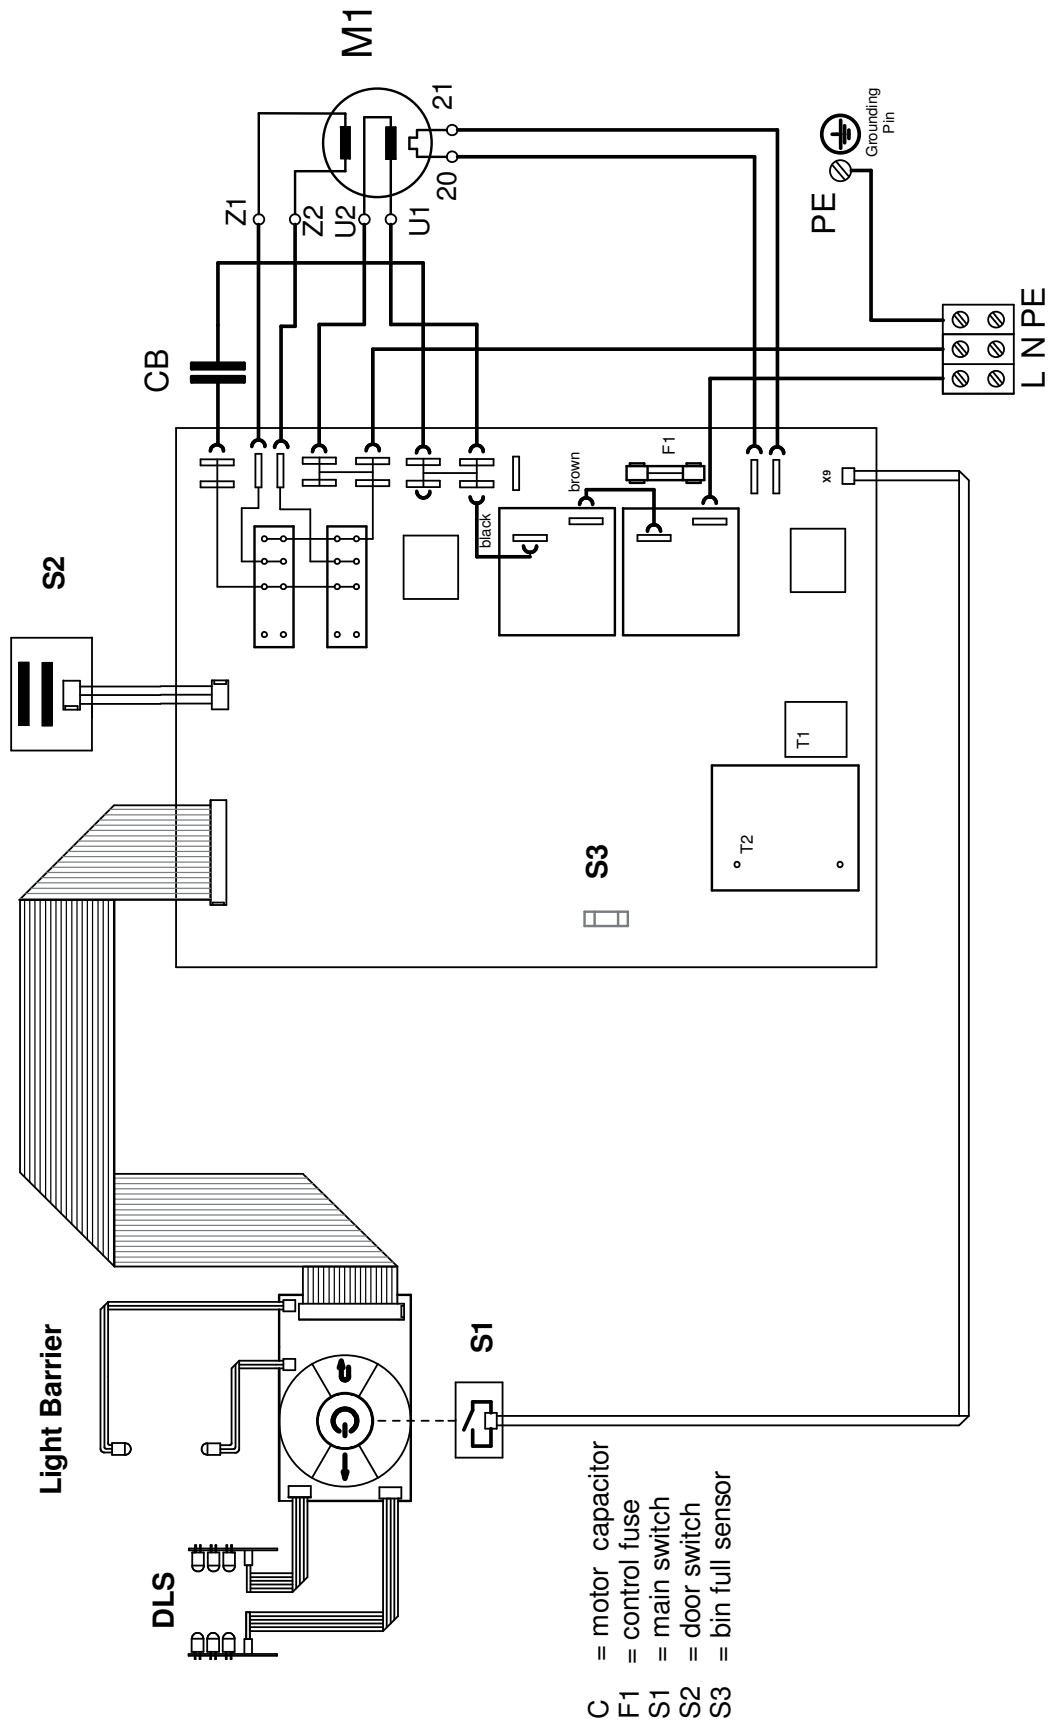 M1
Z1
Z2
U2
U1
20
21
CB
PE
Grounding
Pin
L N PE
F1
brown
black
X9
S2
T1
T2
S3
Light Barrier
S1
DLS
C = motor capacitor
F1 = control fuse
S1 = main switch
S2 = door switch
S3 = bin full sensor